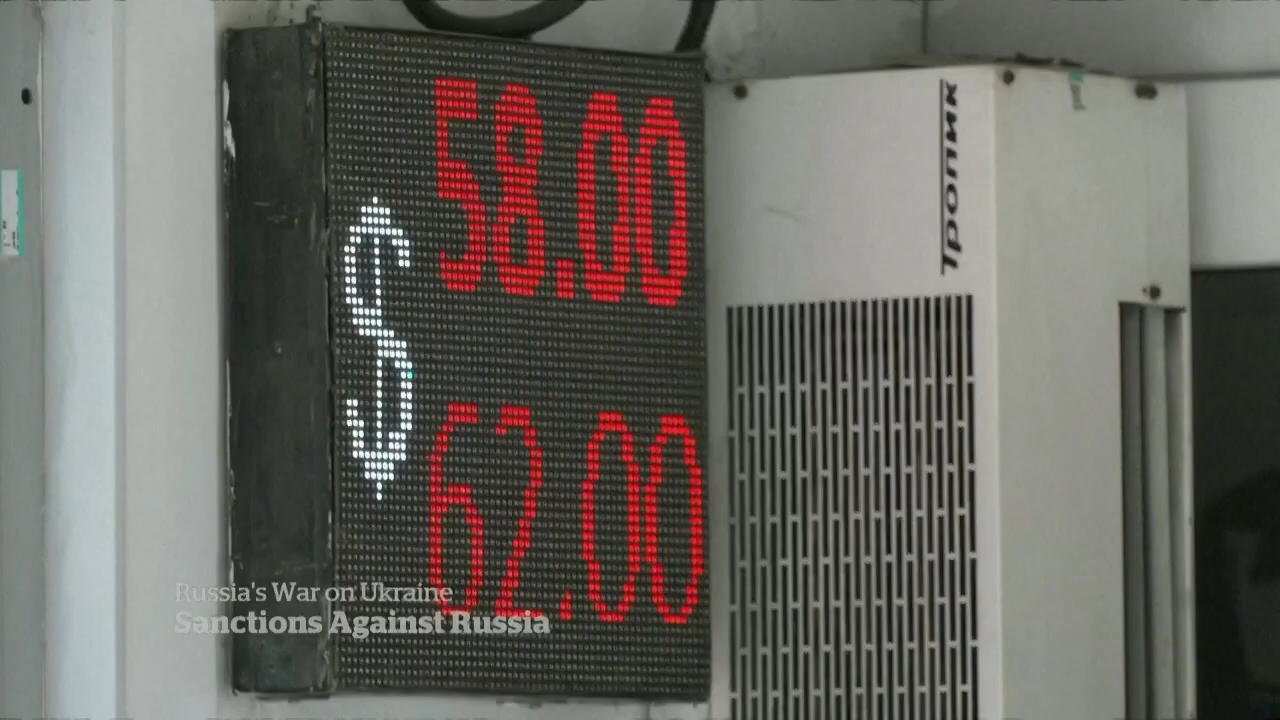 58.00
$
62.00
Тропик
Russia's War on Ukraine
Sanctions Against Russia